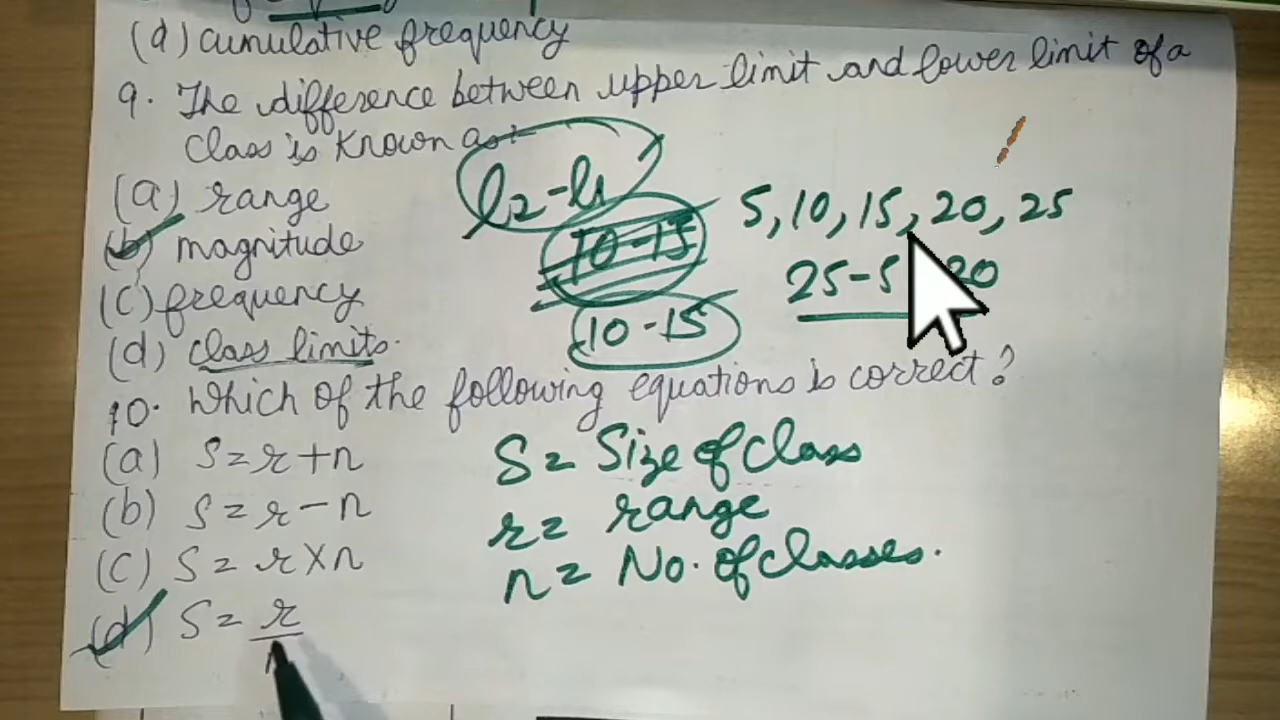 (d) cumulative frequency
9. The difference between upper limit and lower limit of a
class is known as:-
(a) range
(b) magnitude
(c) frequency
(d) class limits.
l2-l1
10-15
10-15
5, 10, 15, 20, 25
25-5 20
10. Which of the following equations is correct?
(a) S = r + n
(b) S = r - n
(c) S = r × n
(d) S = r
S = Size of class
r = range
n = No. of classes.